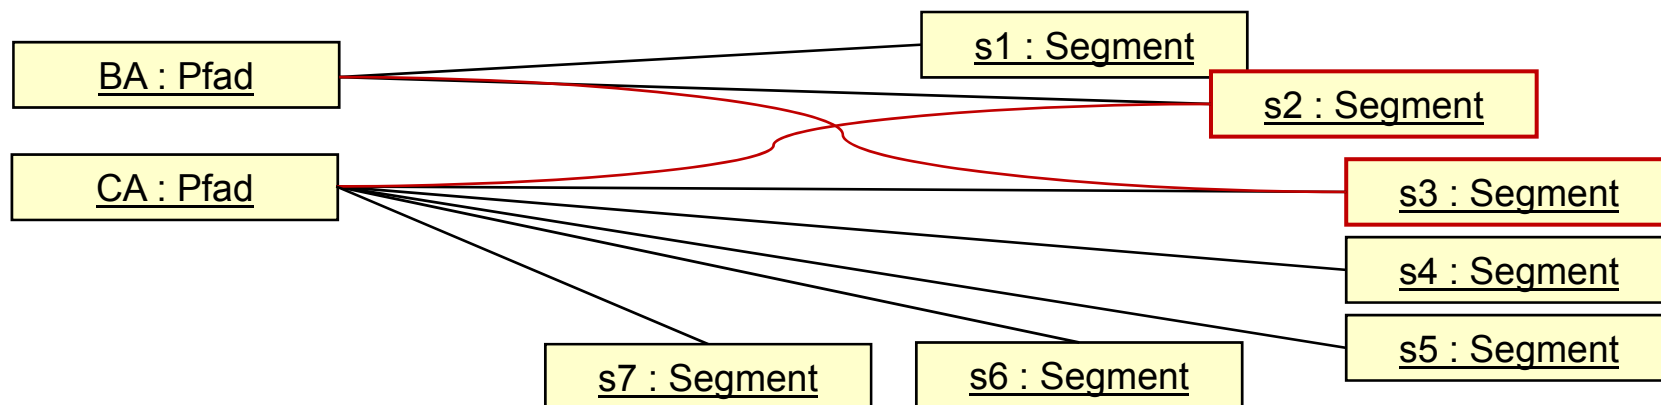 s1 : Segment
BA : Pfad
s2 : Segment
CA : Pfad
s3 : Segment
s4 : Segment
s5 : Segment
s7 : Segment
s6 : Segment